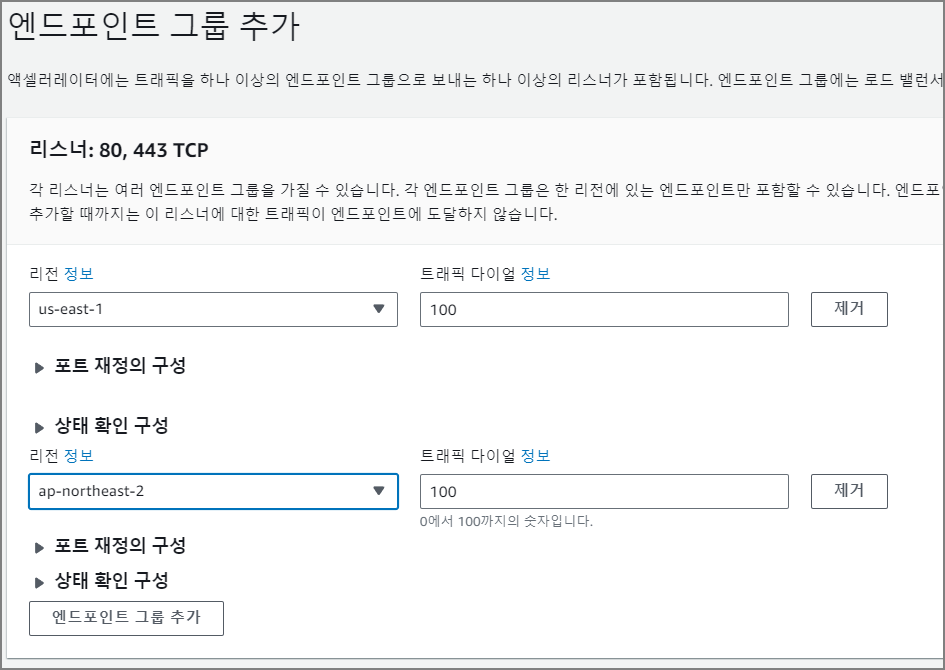 엔드포인트 그룹 추가
액셀러레이터에는 트래픽을 하나 이상의 엔드포인트 그룹으로 보내는 하나 이상의 리스너가 포함됩니다. 엔드포인트 그룹에는 로드 밸런서
리스너: 80, 443 TCP
각 리스너는 여러 엔드포인트 그룹을 가질 수 있습니다. 각 엔드포인트 그룹은 한 리전에 있는 엔드포인트만 포함할 수 있습니다. 엔드포
추가할 때까지는 이 리스너에 대한 트래픽이 엔드포인트에 도달하지 않습니다.
리전 정보 트래픽 다이얼 정보
us-east-1 100 제거
포트 재정의 구성
상태 확인 구성
리전 정보 트래픽 다이얼 정보
ap-northeast-2 100 제거
0에서 100까지의 숫자입니다.
포트 재정의 구성
상태 확인 구성
엔드포인트 그룹 추가